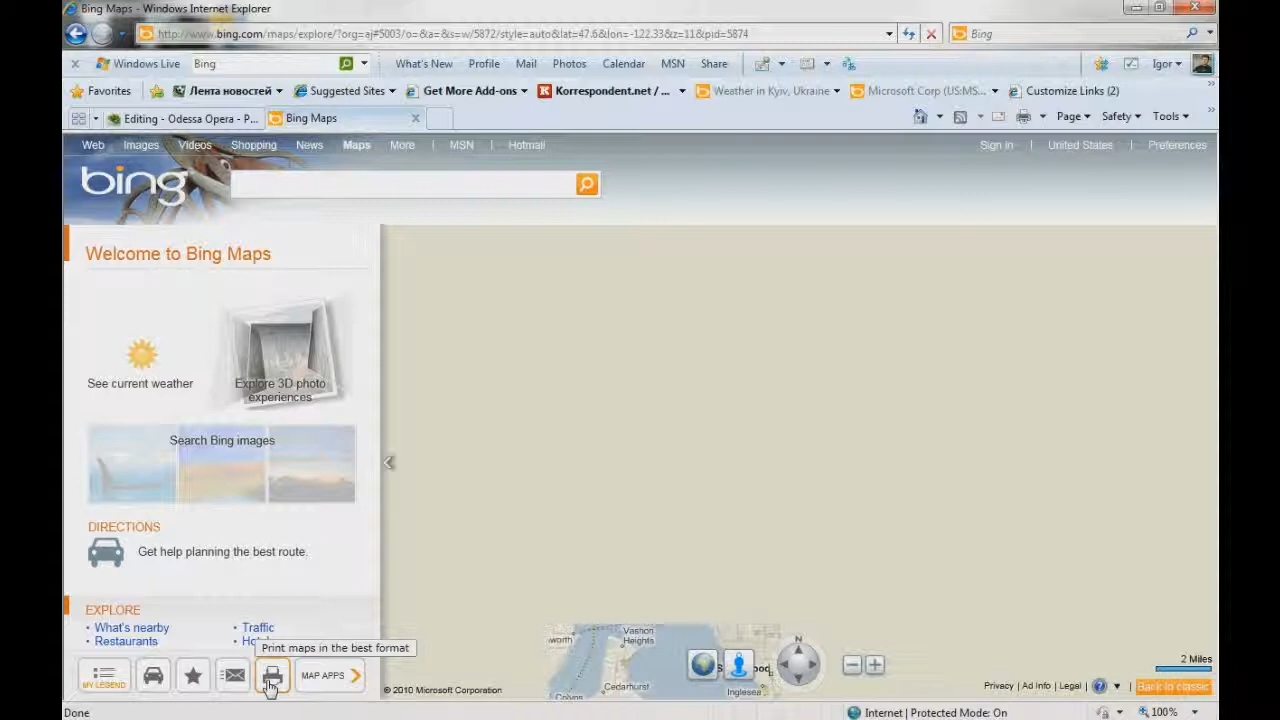 Bing Maps - Windows Internet Explorer
http://www.bing.com/maps/explore/?org=aj#5003/o=&a=&s=w/5872/style=auto&lat=47.6&lon=-122.33&z=11&pid=5874
Bing
Windows Live
Bing
What's New
Profile
Mail
Photos
Calendar
MSN
Share
Igor
Favorites
Лента новостей
Suggested Sites
Get More Add-ons
Korrespondent.net / ...
Weather in Kyiv, Ukraine
Microsoft Corp (US:MS...
Customize Links (2)
Editing - Odessa Opera - P...
Bing Maps
Page
Safety
Tools
Web
Images
Videos
Shopping
News
Maps
More
MSN
Hotmail
Sign in
United States
Preferences
bing
Welcome to Bing Maps
See current weather
Explore 3D photo
experiences
Search Bing images
DIRECTIONS
Get help planning the best route.
EXPLORE
What's nearby
Traffic
Restaurants
Print maps in the best format
MY LEGEND
MAP APPS
Vashon
Heights
Cedarhurst
N
2 Miles
© 2010 Microsoft Corporation
Privacy | Ad Info | Legal
Back to classic
Done
Internet | Protected Mode: On
100%